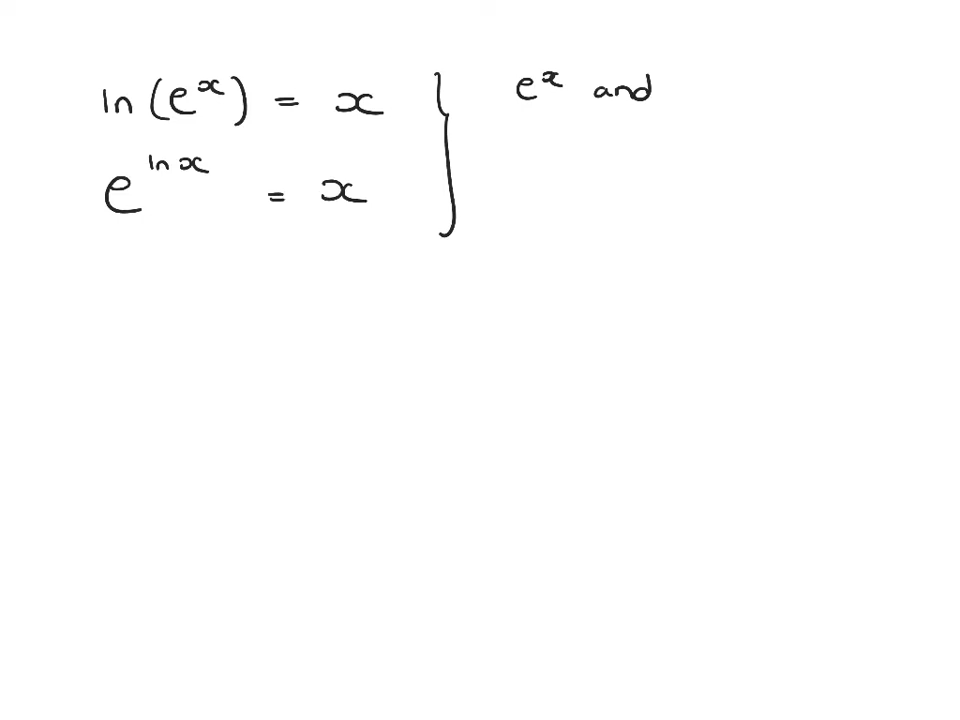 ln(e^x) = x } e^x and
e^ln x = x